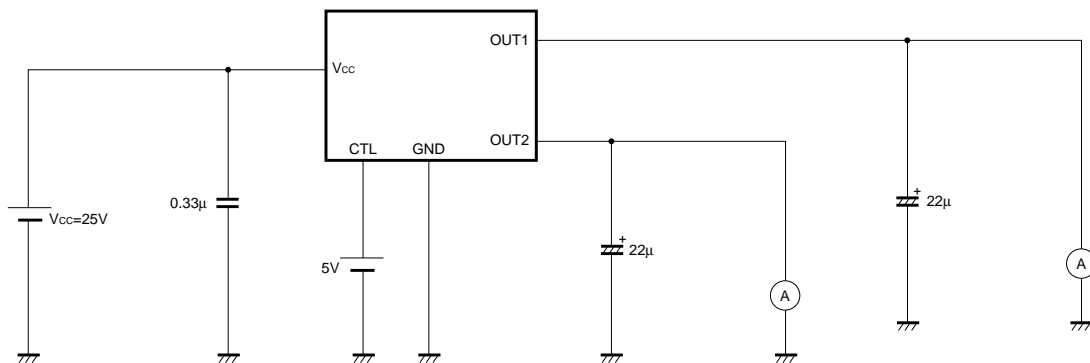 OUT1
VCC
OUT2
CTL GND
0.33μ
VCC=25V
+
22μ
+
22μ
5V
A
A